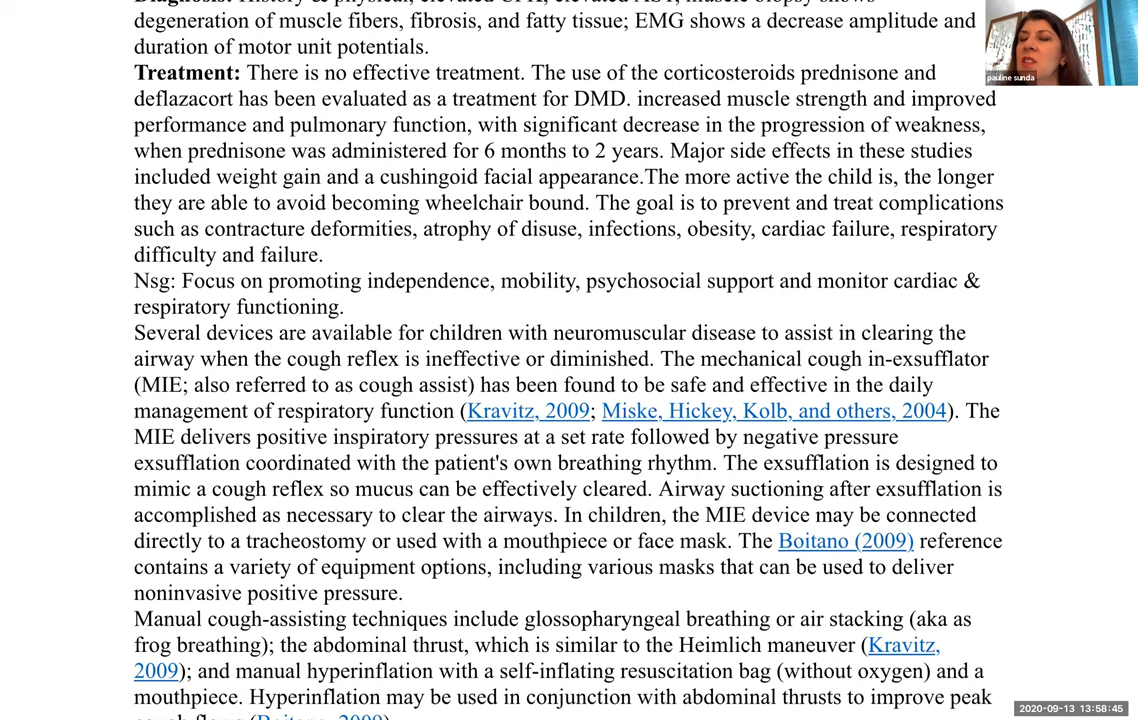 Diagnosis: History & physical, elevated CPK, elevated AST, muscle biopsy shows
degeneration of muscle fibers, fibrosis, and fatty tissue; EMG shows a decrease amplitude and
duration of motor unit potentials.
Treatment: There is no effective treatment. The use of the corticosteroids prednisone and
deflazacort has been evaluated as a treatment for DMD. increased muscle strength and improved
performance and pulmonary function, with significant decrease in the progression of weakness,
when prednisone was administered for 6 months to 2 years. Major side effects in these studies
included weight gain and a cushingoid facial appearance.The more active the child is, the longer
they are able to avoid becoming wheelchair bound. The goal is to prevent and treat complications
such as contracture deformities, atrophy of disuse, infections, obesity, cardiac failure, respiratory
difficulty and failure.
Nsg: Focus on promoting independence, mobility, psychosocial support and monitor cardiac &
respiratory functioning.
Several devices are available for children with neuromuscular disease to assist in clearing the
airway when the cough reflex is ineffective or diminished. The mechanical cough in-exsufflator
(MIE; also referred to as cough assist) has been found to be safe and effective in the daily
management of respiratory function (Kravitz, 2009; Miske, Hickey, Kolb, and others, 2004). The
MIE delivers positive inspiratory pressures at a set rate followed by negative pressure
exsufflation coordinated with the patient's own breathing rhythm. The exsufflation is designed to
mimic a cough reflex so mucus can be effectively cleared. Airway suctioning after exsufflation is
accomplished as necessary to clear the airways. In children, the MIE device may be connected
directly to a tracheostomy or used with a mouthpiece or face mask. The Boitano (2009) reference
contains a variety of equipment options, including various masks that can be used to deliver
noninvasive positive pressure.
Manual cough-assisting techniques include glossopharyngeal breathing or air stacking (aka as
frog breathing); the abdominal thrust, which is similar to the Heimlich maneuver (Kravitz,
2009); and manual hyperinflation with a self-inflating resuscitation bag (without oxygen) and a
mouthpiece. Hyperinflation may be used in conjunction with abdominal thrusts to improve peak
cough flows (Boitano, 2009).
pauline sunda
2020-09-13 13:58:45